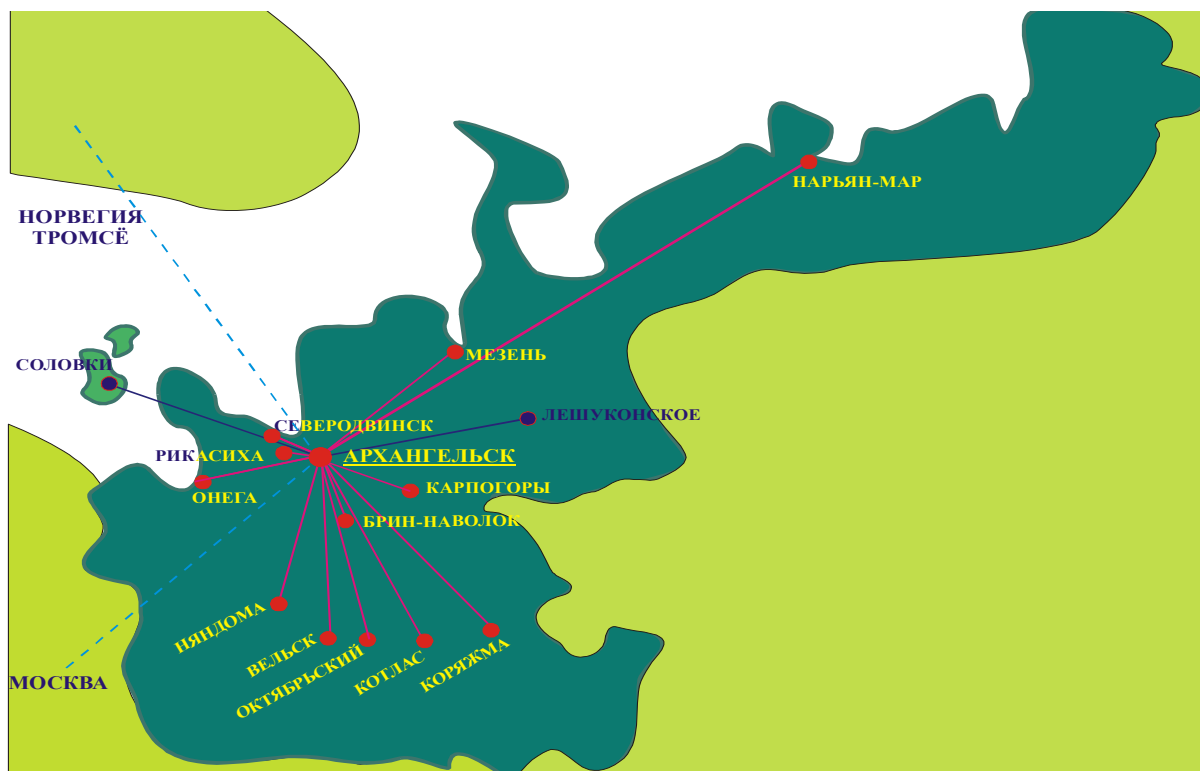 НАРЬЯН-МАР
НОРВЕГИЯ
ТРОМСЁ
МЕЗЕНЬ
СОЛОВКИ
ЛЕШУКОНСКОЕ
СЕВЕРОДВИНСК
РИКАСИХА
АРХАНГЕЛЬСК
ОНЕГА
КАРПОГОРЫ
БРИН-НАВОЛОК
НЯНДОМА
ВЕЛЬСК
ОКТЯБРЬСКИЙ
КОТЛАС
КОРЯЖМА
МОСКВА